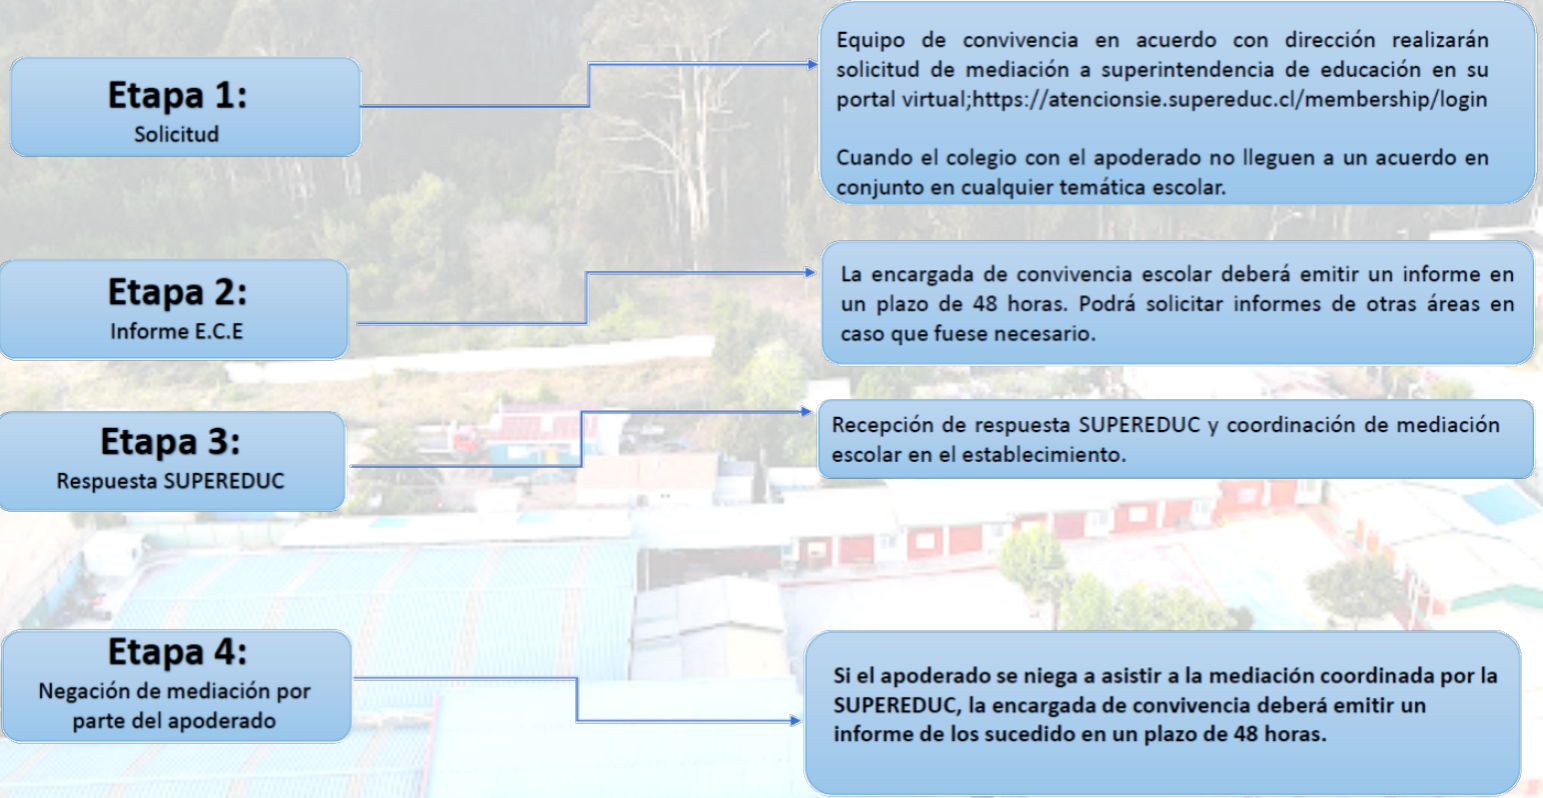 Etapa 1:
Solicitud
Equipo de convivencia en acuerdo con dirección realizarán
solicitud de mediación a superintendencia de educación en su
portal virtual;https://atencionsie.supereduc.cl/membership/login
Cuando el colegio con el apoderado no lleguen a un acuerdo en
conjunto en cualquier temática escolar.
Etapa 2:
Informe E.C.E
La encargada de convivencia escolar deberá emitir un informe en
un plazo de 48 horas. Podrá solicitar informes de otras áreas en
caso que fuese necesario.
Etapa 3:
Respuesta SUPEREDUC
Recepción de respuesta SUPEREDUC y coordinación de mediación
escolar en el establecimiento.
Etapa 4:
Negación de mediación por
parte del apoderado
Si el apoderado se niega a asistir a la mediación coordinada por la
SUPEREDUC, la encargada de convivencia deberá emitir un
informe de los sucedido en un plazo de 48 horas.